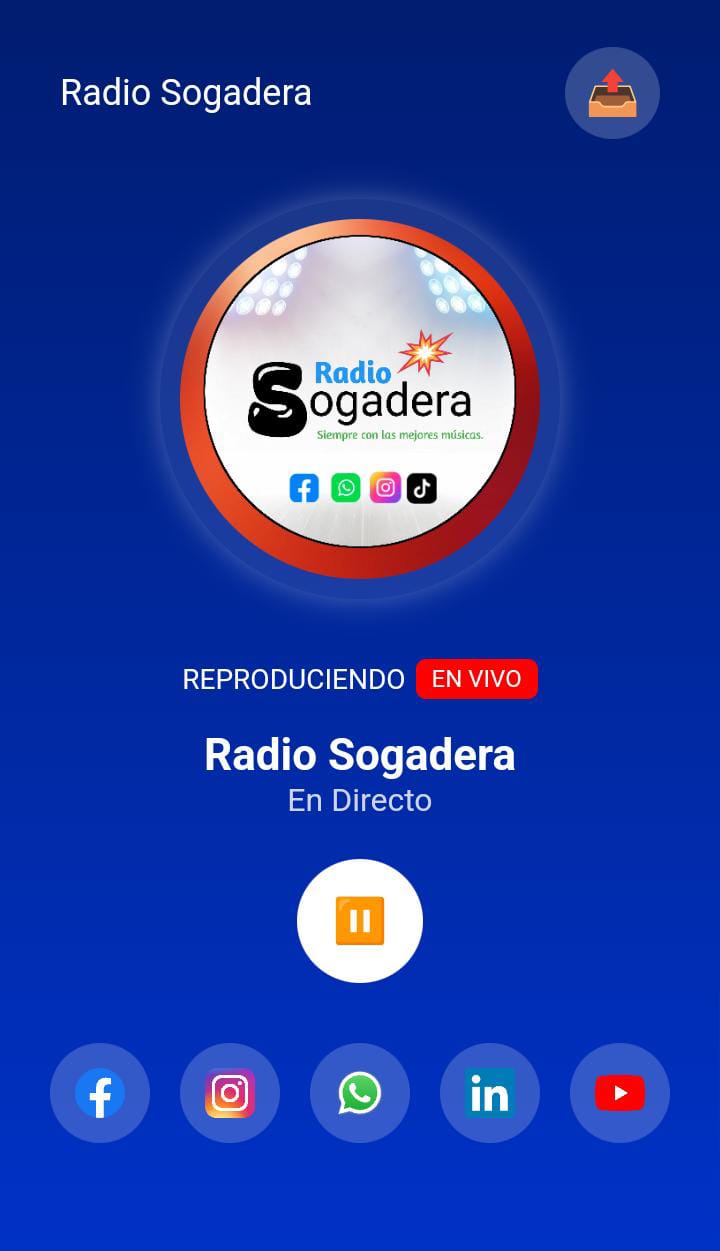 Radio Sogadera
Radio
Sogadera
Siempre con las mejores músicas.
REPRODUCIENDO EN VIVO
Radio Sogadera
En Directo